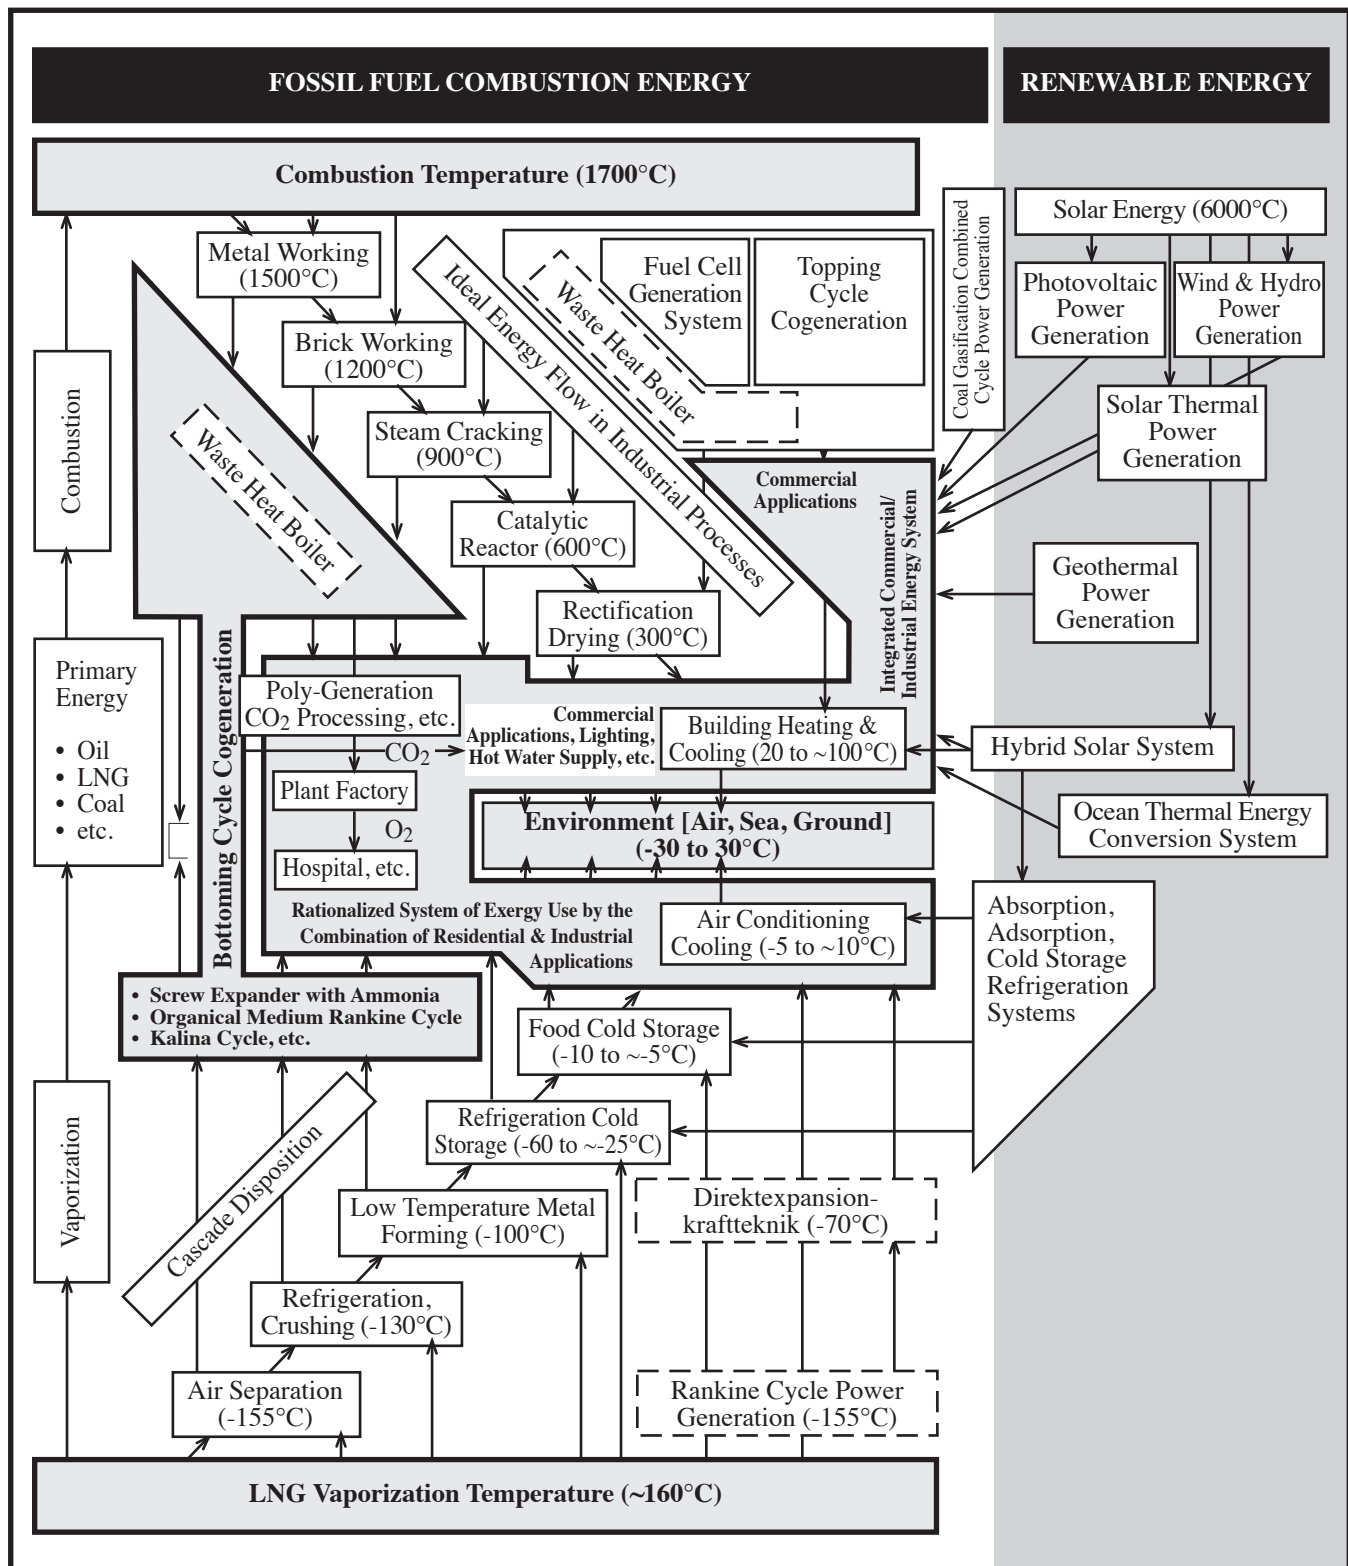 FOSSIL FUEL COMBUSTION ENERGY
RENEWABLE ENERGY
Combustion Temperature (1700°C)
Solar Energy (6000°C)
Coal Gasification Combined
Cycle Power Generation
Metal Working
(1500°C)
Brick Working
(1200°C)
Steam Cracking
(900°C)
Catalytic
Reactor (600°C)
Rectification
Drying (300°C)
Ideal Energy Flow in Industrial Processes
Waste Heat Boiler
Fuel Cell
Generation
System
Topping
Cycle
Cogeneration
Photovoltaic
Power
Generation
Wind & Hydro
Power
Generation
Solar Thermal
Power
Generation
Combustion
Waste Heat Boiler
Commercial
Applications
Integrated Commercial/
Industrial Energy System
Geothermal
Power
Generation
Primary
Energy
• Oil
• LNG
• Coal
• etc.
Bottoming Cycle Cogeneration
Poly-Generation
CO2 Processing, etc.
CO2
Commercial
Applications, Lighting,
Hot Water Supply, etc.
Building Heating &
Cooling (20 to ~100°C)
Hybrid Solar System
Plant Factory
O2
Hospital, etc.
Environment [Air, Sea, Ground]
(-30 to 30°C)
Ocean Thermal Energy
Conversion System
Rationalized System of Exergy Use by the
Combination of Residential & Industrial
Applications
Air Conditioning
Cooling (-5 to ~10°C)
Absorption,
Adsorption,
Cold Storage
Refrigeration
Systems
• Screw Expander with Ammonia
• Organical Medium Rankine Cycle
• Kalina Cycle, etc.
Food Cold Storage
(-10 to ~-5°C)
Refrigeration Cold
Storage (-60 to ~-25°C)
Vaporization
Cascade Disposition
Low Temperature Metal
Forming (-100°C)
Direktexpansion-
kraftteknik (-70°C)
Refrigeration,
Crushing (-130°C)
Air Separation
(-155°C)
Rankine Cycle Power
Generation (-155°C)
LNG Vaporization Temperature (~160°C)